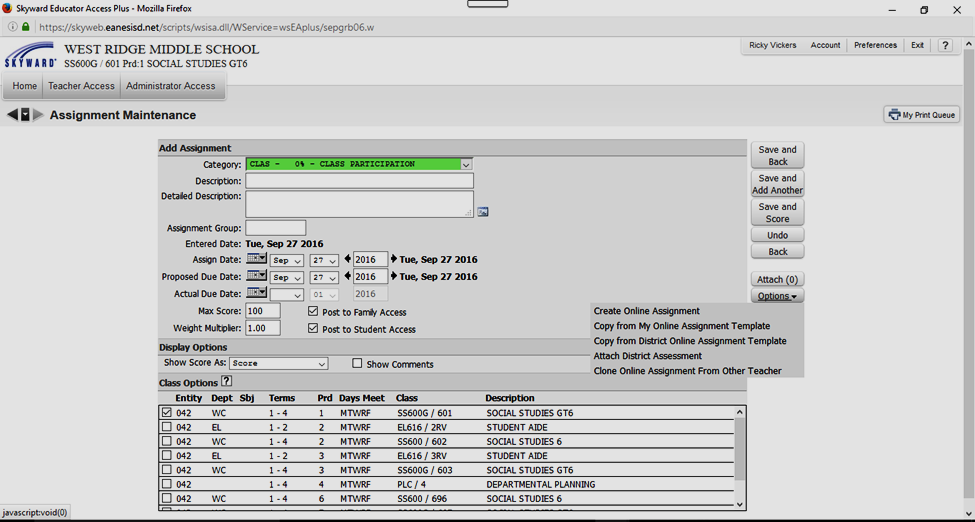 Skyward Educator Access Plus - Mozilla Firefox
https://skyweb.eanesisd.net/scripts/wsisa.dll/WService=wsEAplus/sepgrb06.w
SKYWARD
WEST RIDGE MIDDLE SCHOOL
SS600G / 601 Prd:1 SOCIAL STUDIES GT6
Ricky Vickers Account Preferences Exit ?
Home Teacher Access Administrator Access
Assignment Maintenance
My Print Queue
Add Assignment
Category: CLAS - 0% - CLASS PARTICIPATION
Description:
Detailed Description:
Assignment Group:
Entered Date: Tue, Sep 27 2016
Assign Date: Sep 27 2016 Tue, Sep 27 2016
Proposed Due Date: Sep 27 2016 Tue, Sep 27 2016
Actual Due Date: 01 2016
Max Score: 100 Post to Family Access
Weight Multiplier: 1.00 Post to Student Access
Save and Back
Save and Add Another
Save and Score
Undo
Back
Attach (0)
Options
Create Online Assignment
Copy from My Online Assignment Template
Copy from District Online Assignment Template
Attach District Assessment
Clone Online Assignment From Other Teacher
Display Options
Show Score As: Score Show Comments
Class Options ?
Entity Dept Sbj Terms Prd Days Meet Class Description
042 WC 1 - 4 1 MTWRF SS600G / 601 SOCIAL STUDIES GT6
042 EL 1 - 2 2 MTWRF EL616 / 2RV STUDENT AIDE
042 WC 1 - 4 2 MTWRF SS600 / 602 SOCIAL STUDIES 6
042 EL 1 - 2 3 MTWRF EL616 / 3RV STUDENT AIDE
042 WC 1 - 4 3 MTWRF SS600G / 603 SOCIAL STUDIES GT6
042 1 - 4 4 MTWRF PLC / 4 DEPARTMENTAL PLANNING
042 WC 1 - 4 6 MTWRF SS600 / 696 SOCIAL STUDIES 6
javascript:void(0)